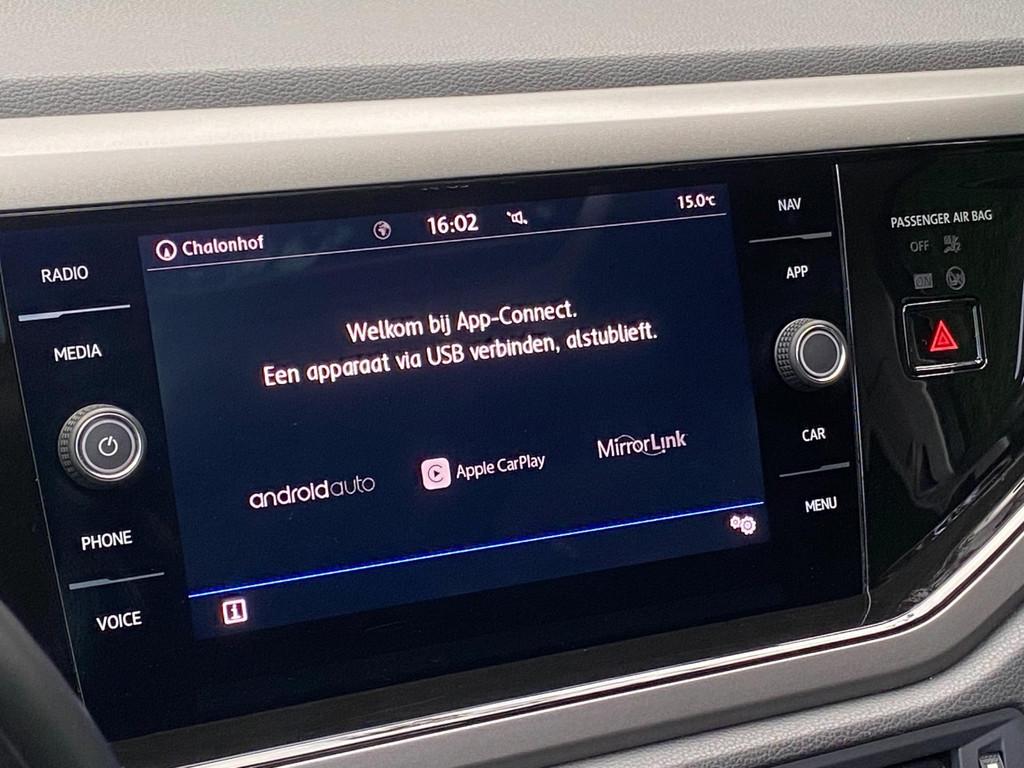 Chalonhof
16:02
15.0°C
RADIO
MEDIA
PHONE
VOICE
Welkom bij App-Connect.
Een apparaat via USB verbinden, alstublieft.
androidauto
Apple CarPlay
MirrorLink
NAV
APP
CAR
MENU
PASSENGER AIR BAG
OFF
ON